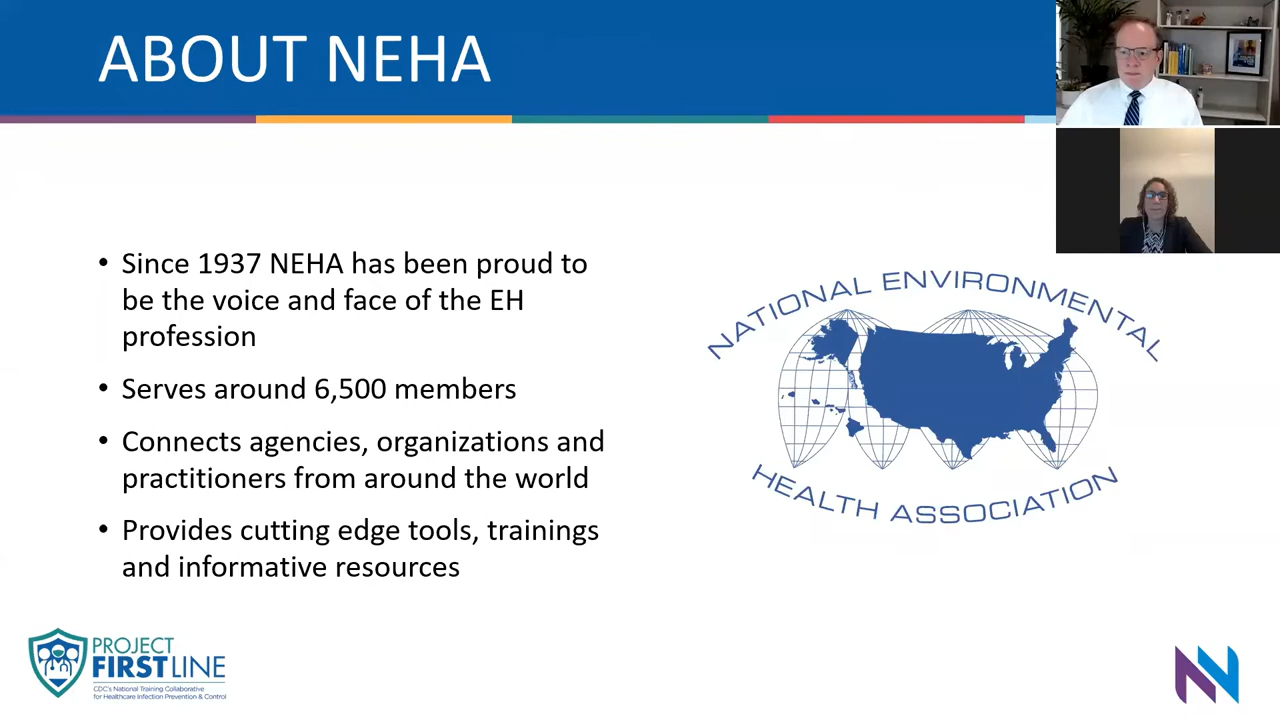 ABOUT NEHA
• Since 1937 NEHA has been proud to
be the voice and face of the EH
profession
• Serves around 6,500 members
• Connects agencies, organizations and
practitioners from around the world
• Provides cutting edge tools, trainings
and informative resources
NATIONAL ENVIRONMENTAL
HEALTH ASSOCIATION
PROJECT
FIRSTLINE
CDC's National Training Collaborative
for Healthcare Infection Prevention & Control